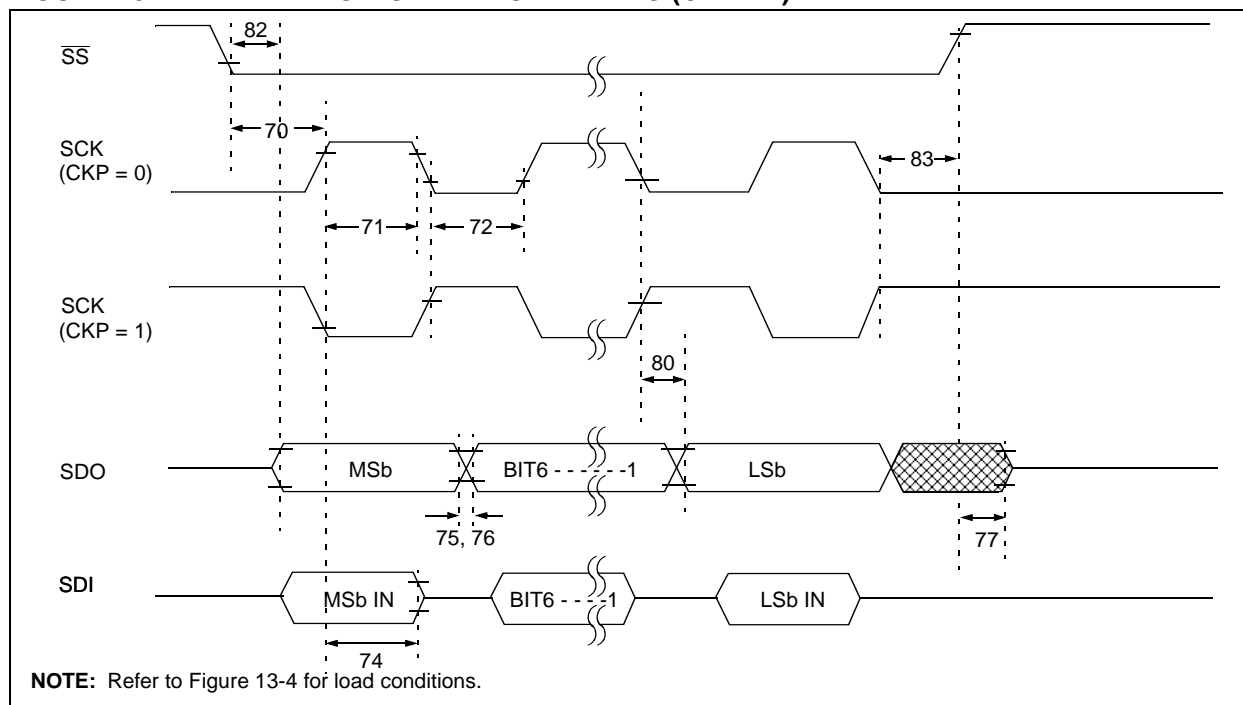 82
SS
70
SCK
(CKP = 0)
83
71
72
SCK
(CKP = 1)
80
SDO
MSb
BIT6 - - - - - -1
LSb
75, 76
77
SDI
MSb IN
BIT6 - - - -1
LSb IN
74
NOTE: Refer to Figure 13-4 for load conditions.